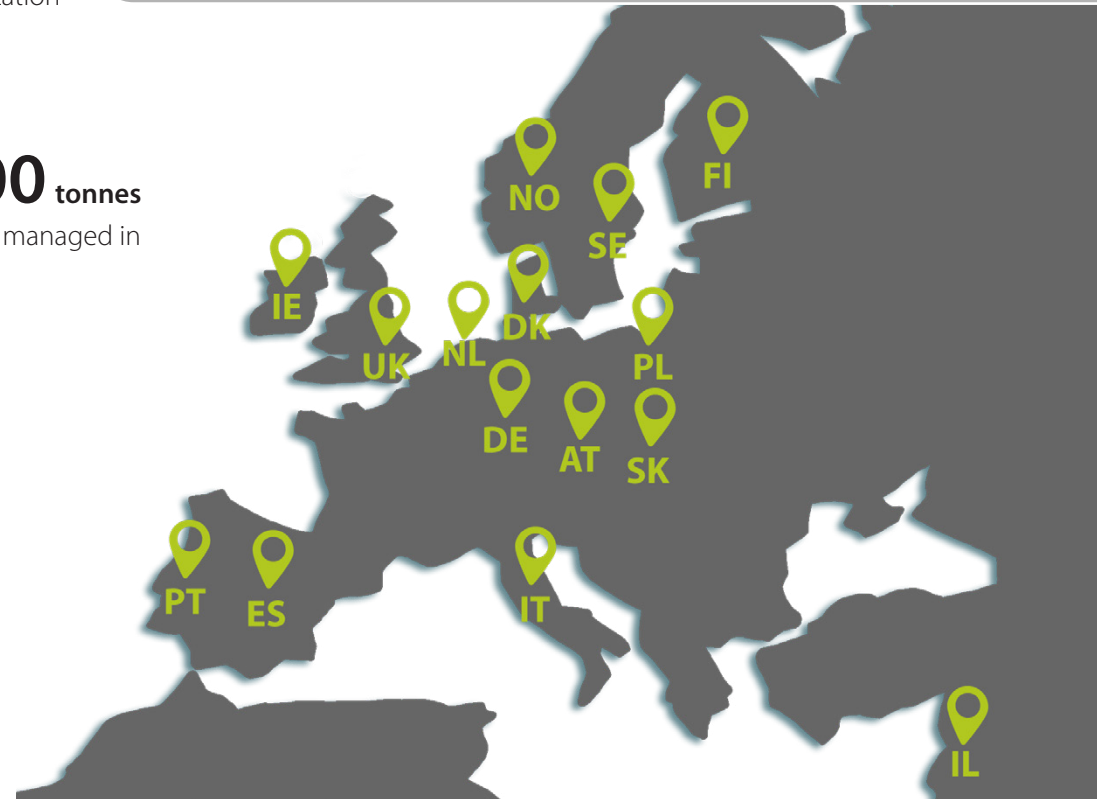 00 tonnes
managed in
FI
NO
SE
IE
DK
UK
NL
PL
DE
AT
SK
PT
ES
IT
IL